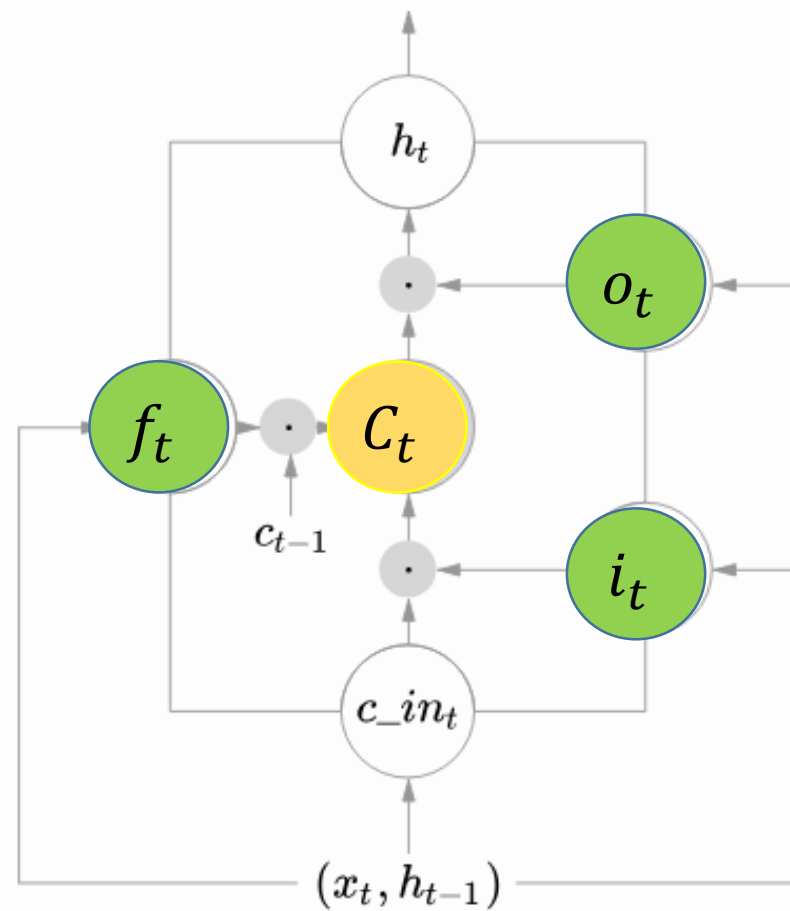 h_t
o_t
f_t
C_t
c_{t-1}
i_t
c_in_t
(x_t, h_{t-1})